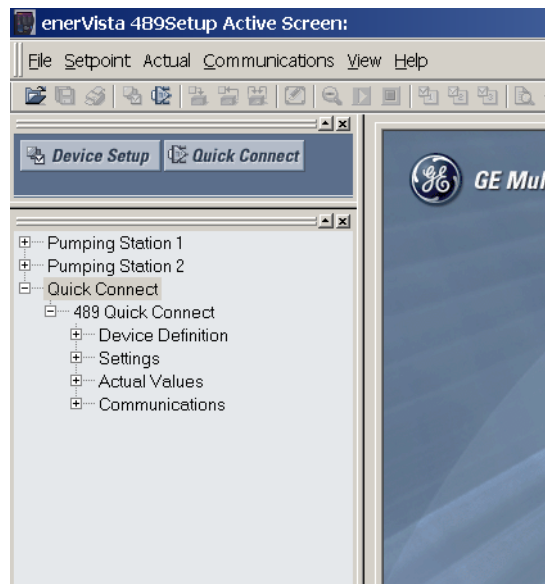 enerVista 489Setup Active Screen:
File Setpoint Actual Communications View Help
Device Setup Quick Connect
GE Mul
Pumping Station 1
Pumping Station 2
Quick Connect
489 Quick Connect
Device Definition
Settings
Actual Values
Communications